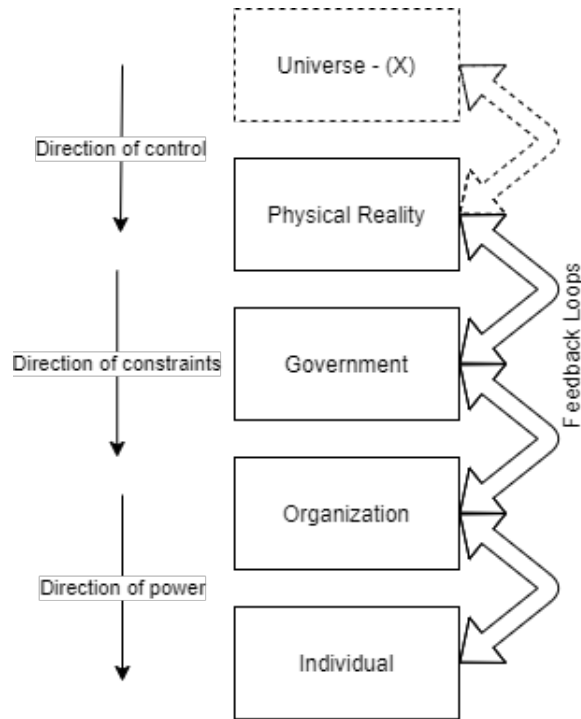 Universe - (X)
Direction of control
Physical Reality
Feedback Loops
Direction of constraints
Government
Organization
Direction of power
Individual